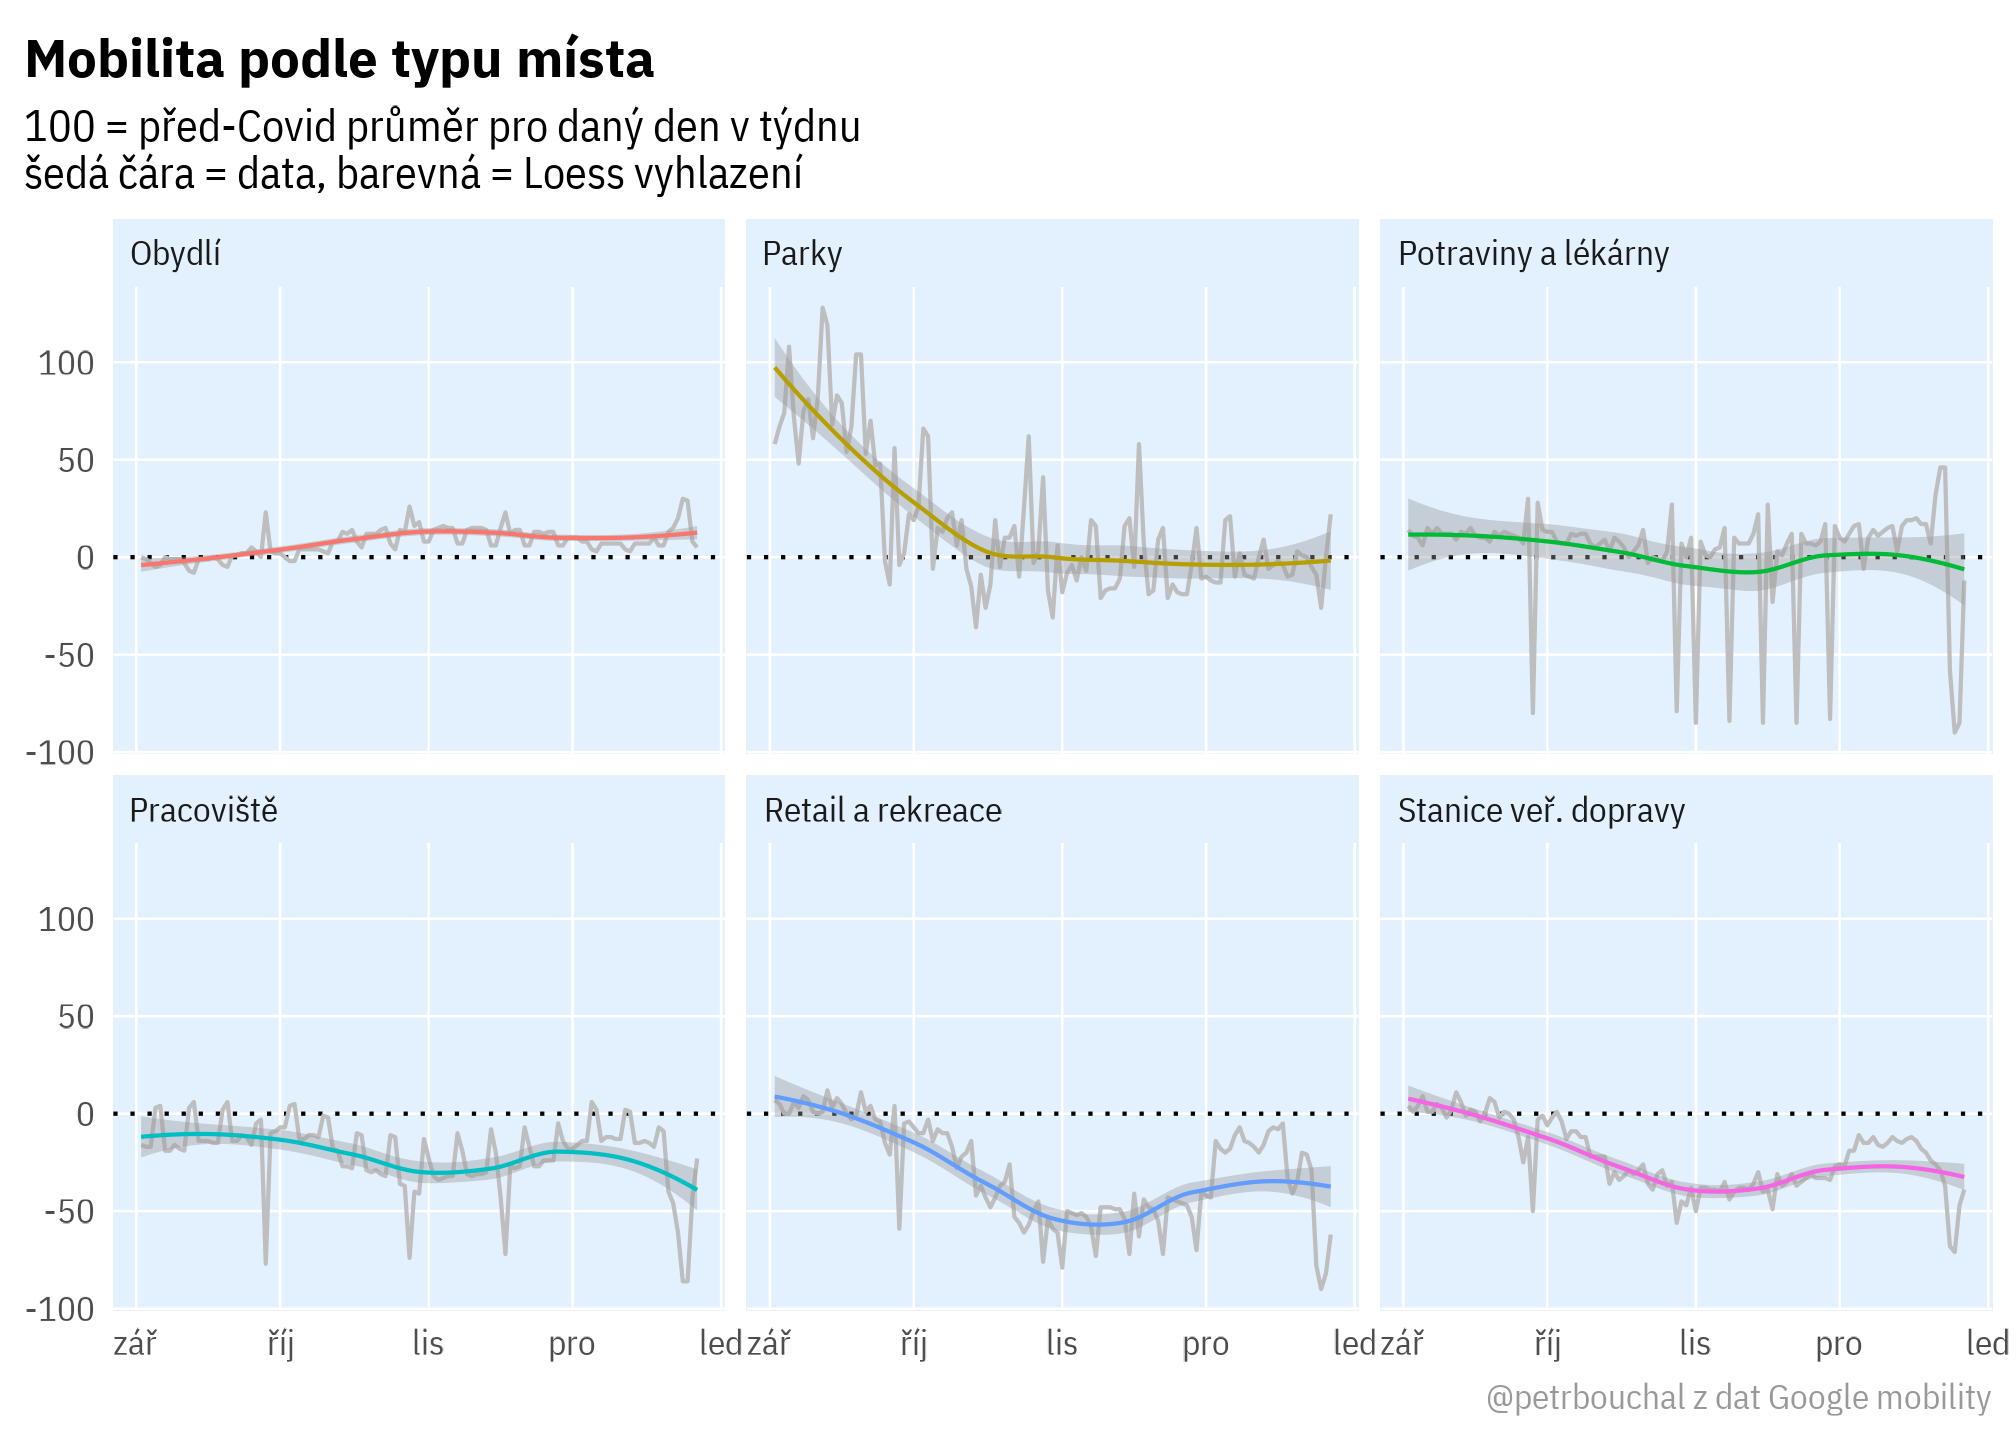 Mobilita podle typu místa
100 = před-Covid průměr pro daný den v týdnu
šedá čára = data, barevná = Loess vyhlazení
Obydlí
Parky
Potraviny a lékárny
100
50
0
-50
-100
Pracoviště
Retail a rekreace
Stanice veř. dopravy
100
50
0
-50
-100
zář říj lis pro led zář říj lis pro led zář říj lis pro led
@petrbouchal z dat Google mobility